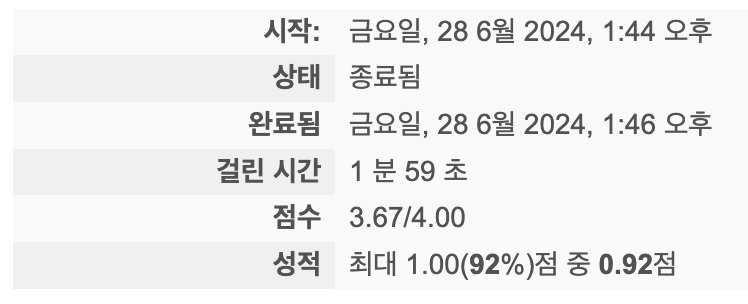 시작: 금요일, 28 6월 2024, 1:44 오후
상태 종료됨
완료됨 금요일, 28 6월 2024, 1:46 오후
걸린 시간 1 분 59 초
점수 3.67/4.00
성적 최대 1.00(92%)점 중 0.92점